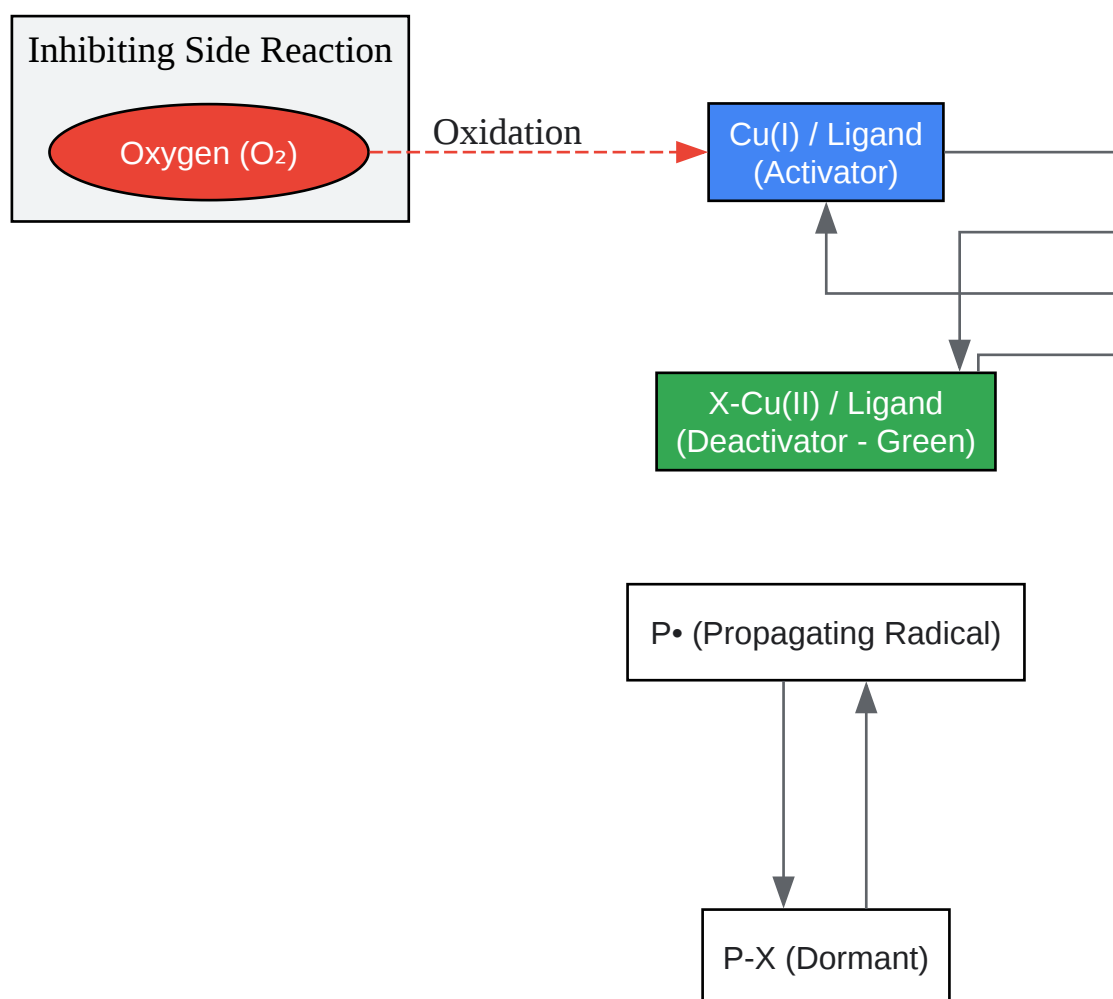 Inhibiting Side Reaction
Oxygen (O₂)
Oxidation
Cu(I) / Ligand
(Activator)
X-Cu(II) / Ligand
(Deactivator - Green)
P• (Propagating Radical)
P-X (Dormant)